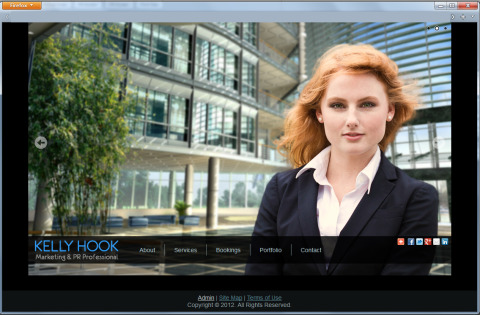 Firefox
KELLY HOOK
Marketing & PR Professional
About
Services
Bookings
Portfolio
Contact
Admin | Site Map | Terms of Use
Copyright © 2012. All Rights Reserved.